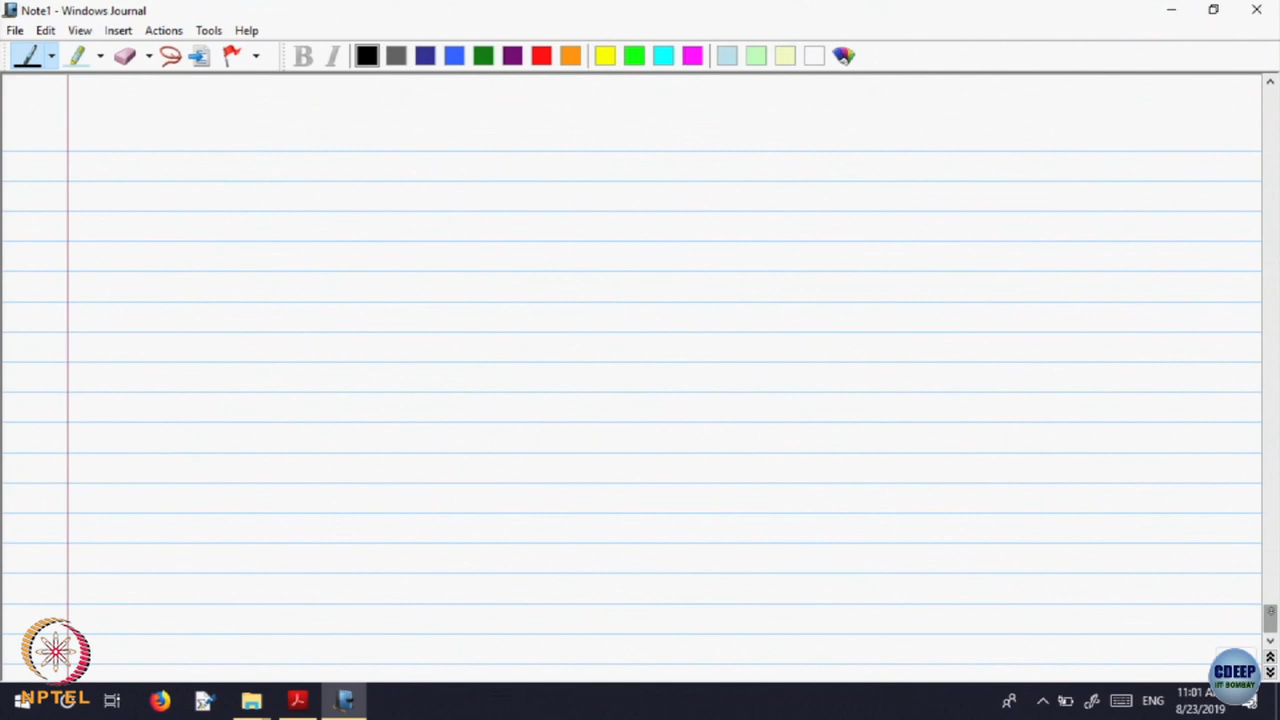 Note1 - Windows Journal
File Edit View Insert Actions Tools Help
B I
NPTEL
CDEEP
IIT BOMBAY
ENG
11:01
8/23/2019